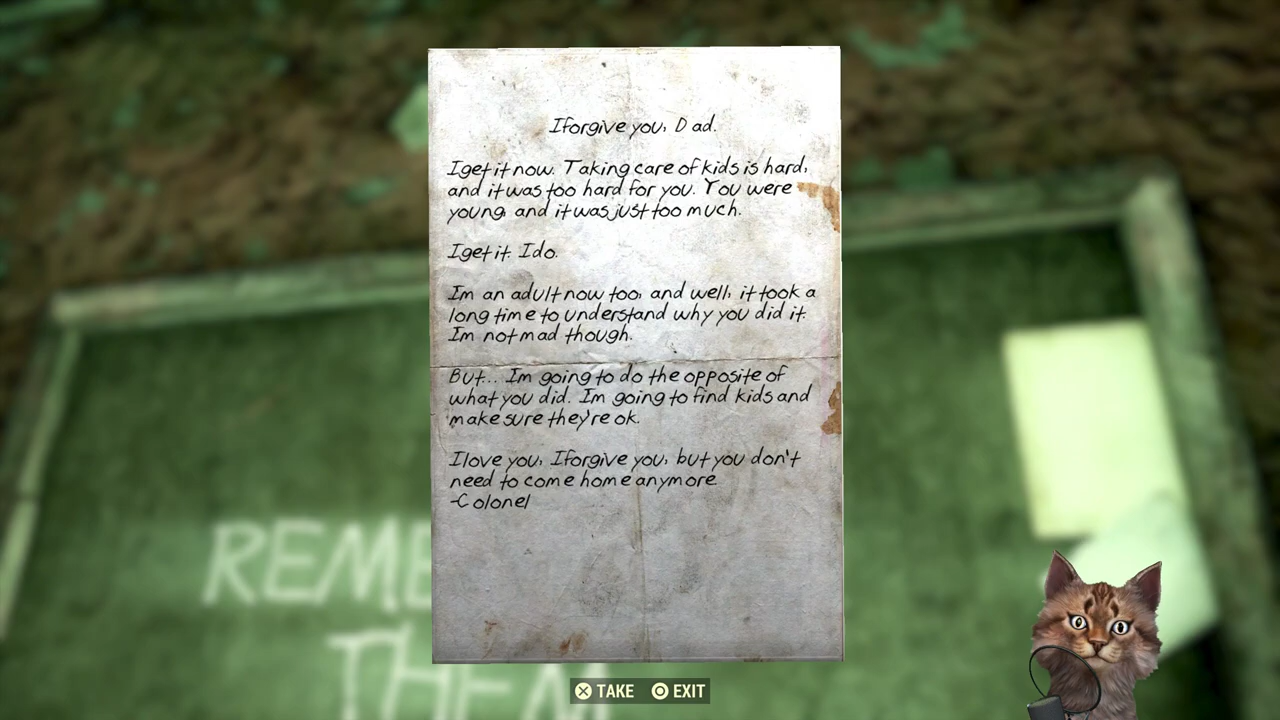 I forgive you, Dad.
I get it now. Taking care of kids is hard,
and it was too hard for you. You were
young, and it was just too much.
I get it. I do.
Im an adult now too, and well, it took a
long time to understand why you did it.
Im not mad though.
But... Im going to do the opposite of
what you did. Im going to find kids and
make sure they're ok.
I love you, I forgive you, but you don't
need to come home anymore
-Colonel
REME
THEM
TAKE
EXIT